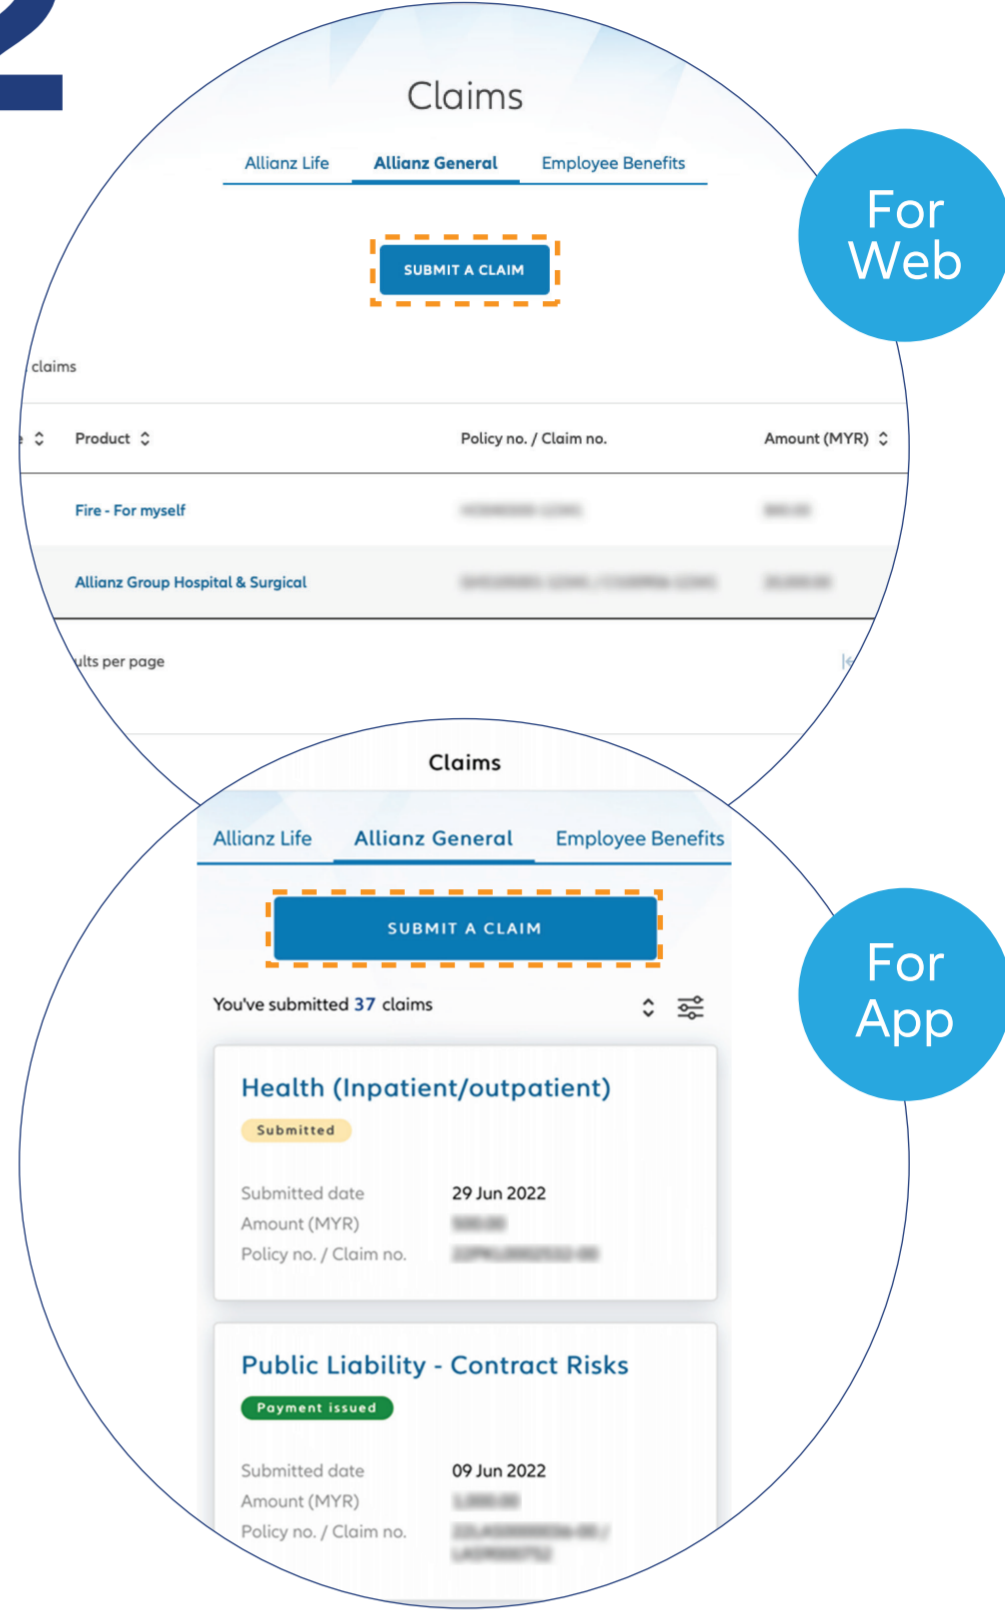 2
Claims
Allianz Life Allianz General Employee Benefits
For
Web
SUBMIT A CLAIM
claims
Product Policy no. / Claim no. Amount (MYR)
Fire - For myself
Allianz Group Hospital & Surgical
per page
Claims
Allianz Life Allianz General Employee Benefits
SUBMIT A CLAIM
For
App
You've submitted 37 claims
Health (Inpatient/outpatient)
Submitted
Submitted date 29 Jun 2022
Amount (MYR)
Policy no. / Claim no.
Public Liability - Contract Risks
Payment issued
Submitted date 09 Jun 2022
Amount (MYR)
Policy no. / Claim no.